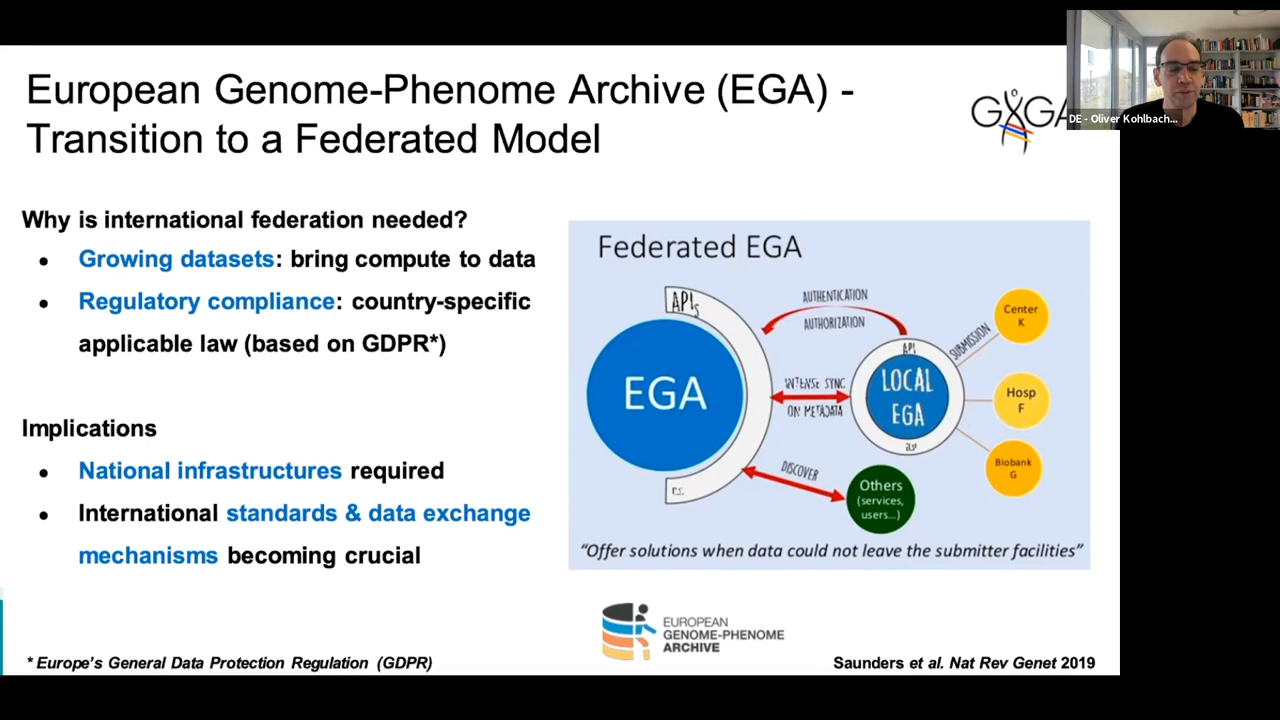 European Genome-Phenome Archive (EGA) -
Transition to a Federated Model
GHGA
DE - Oliver Kohlbach...
Why is international federation needed?
● Growing datasets: bring compute to data
● Regulatory compliance: country-specific
applicable law (based on GDPR*)
Implications
● National infrastructures required
● International standards & data exchange
mechanisms becoming crucial
Federated EGA
APIs
EGA
AUTHENTICATION
AUTHORIZATION
INTENSE SYNC
ON METADATA
DISCOVER
API
LOCAL
EGA
SUBMISSION
Center
K
Hosp
F
Biobank
G
Others
(services,
users...)
“Offer solutions when data could not leave the submitter facilities”
EUROPEAN
GENOME-PHENOME
ARCHIVE
* Europe's General Data Protection Regulation (GDPR)
Saunders et al. Nat Rev Genet 2019